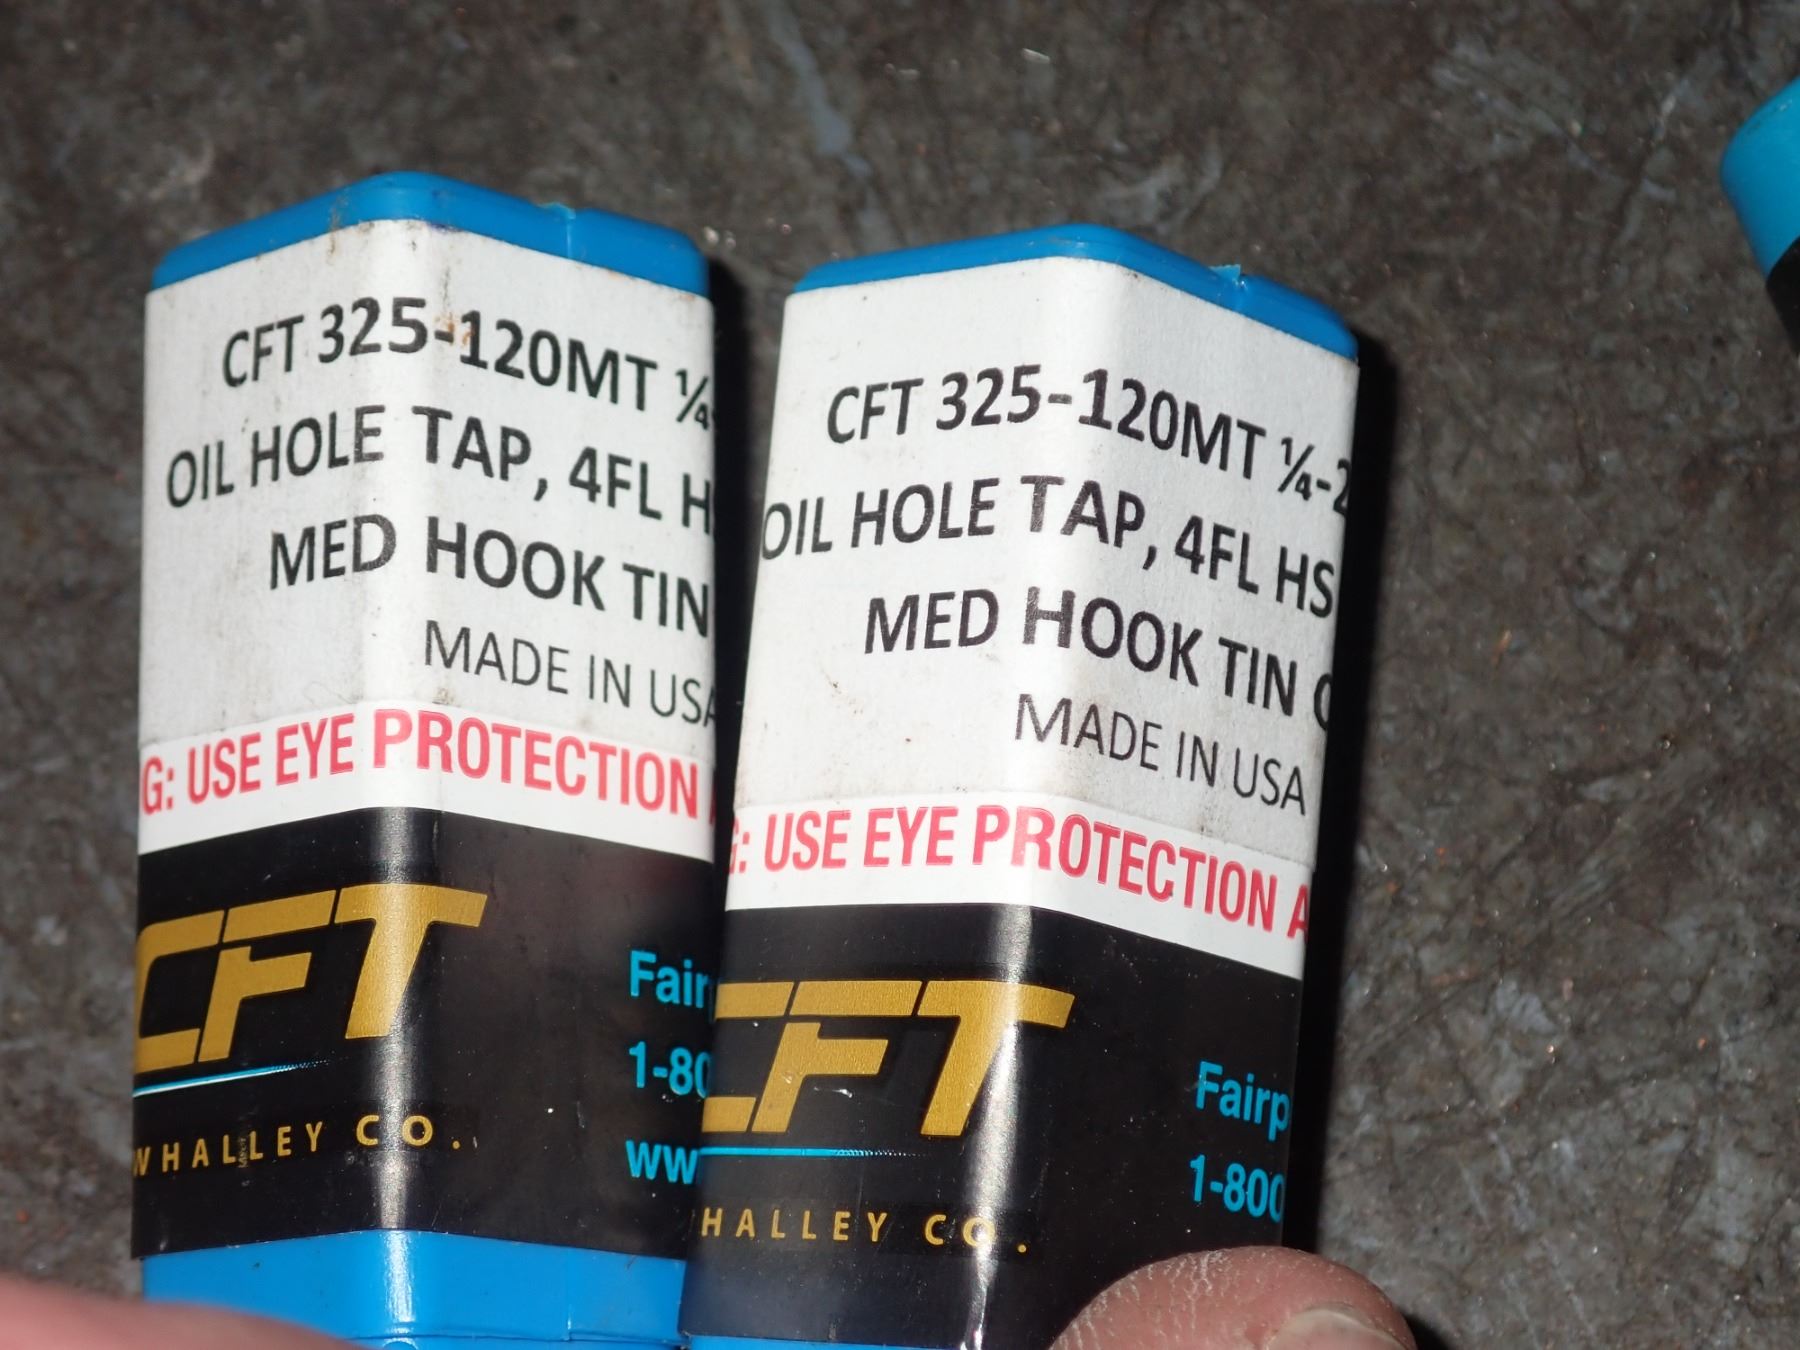 CFT 325-120MT ¼
OIL HOLE TAP, 4FL H
MED HOOK TIN
MADE IN USA
G: USE EYE PROTECTION
CFT
WHALLEY CO.
Fair
1-80
ww
CFT 325-120MT ¼-2
OIL HOLE TAP, 4FL HS
MED HOOK TIN C
MADE IN USA
G: USE EYE PROTECTION A
CFT
HALLEY CO.
Fairp
1-800